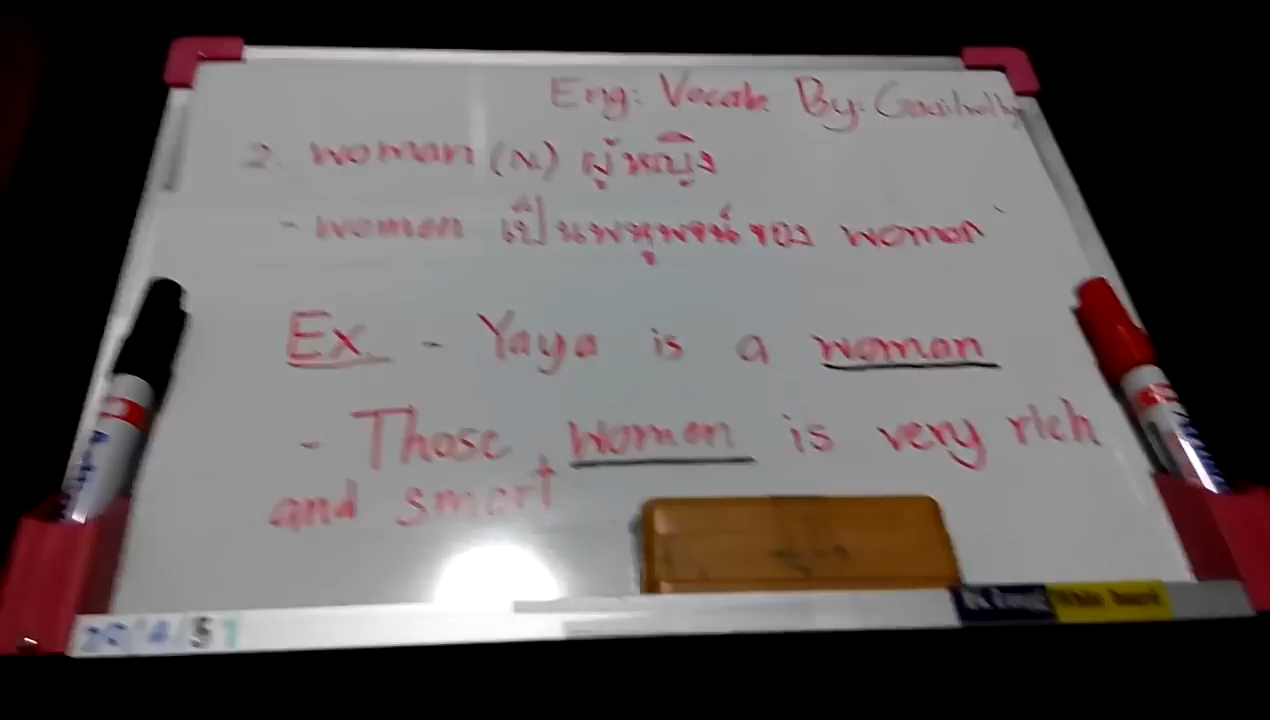 Eng: Vocab. By:
2. woman (N.) ผู้หญิง
- women เป็นพหูพจน์ของ woman
Ex. - Yaya is a woman
- Those women is very rich
and smart